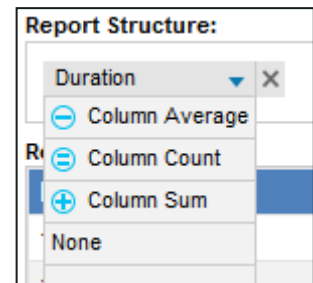 Report Structure:
Duration
Column Average
Column Count
Column Sum
None